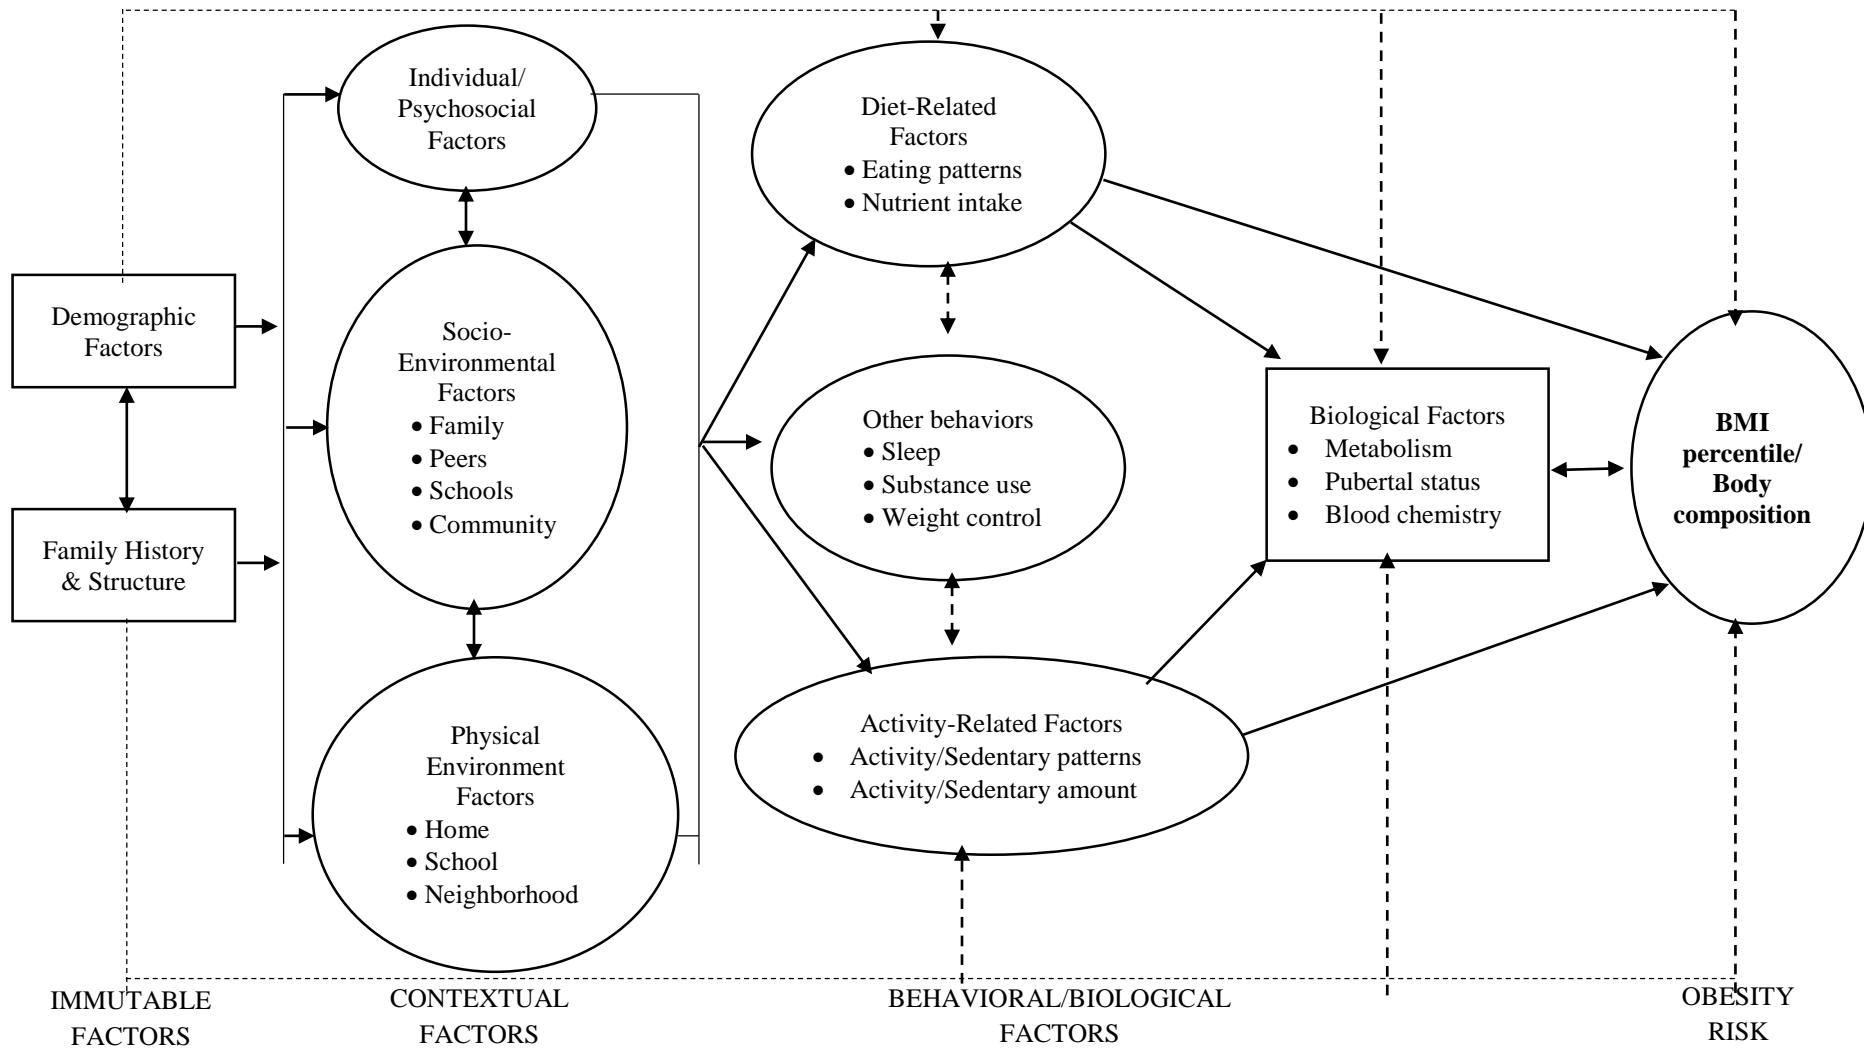 Individual/
Psychosocial
Factors
Diet-Related
Factors
• Eating patterns
• Nutrient intake
Demographic
Factors
Socio-
Environmental
Factors
• Family
• Peers
• Schools
• Community
Other behaviors
• Sleep
• Substance use
• Weight control
Biological Factors
• Metabolism
• Pubertal status
• Blood chemistry
BMI
percentile/
Body
composition
Family History
& Structure
Physical
Environment
Factors
• Home
• School
• Neighborhood
Activity-Related Factors
• Activity/Sedentary patterns
• Activity/Sedentary amount
IMMUTABLE
FACTORS
CONTEXTUAL
FACTORS
BEHAVIORAL/BIOLOGICAL
FACTORS
OBESITY
RISK